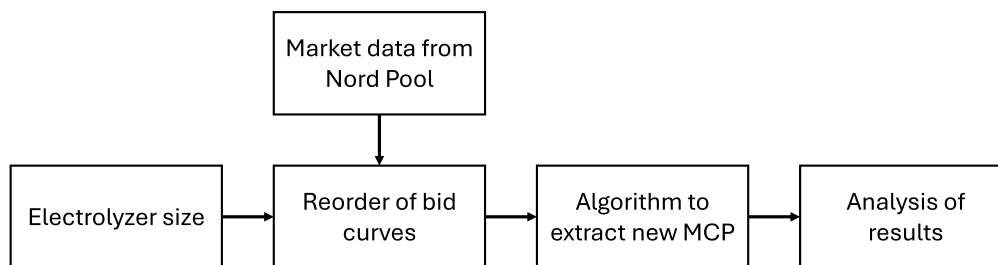 Market data from
Nord Pool
Electrolyzer size
Reorder of bid
curves
Algorithm to
extract new MCP
Analysis of
results